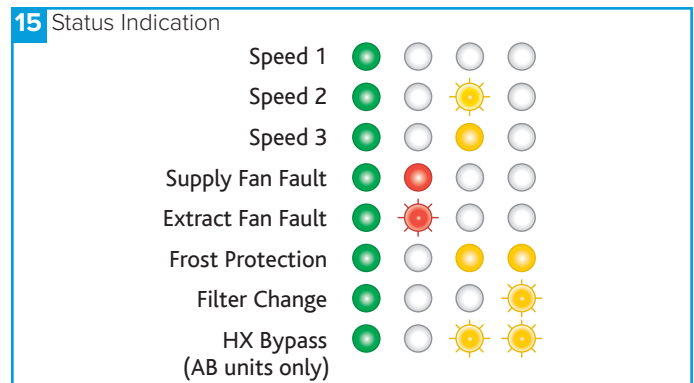 15 Status Indication
Speed 1
Speed 2
Speed 3
Supply Fan Fault
Extract Fan Fault
Frost Protection
Filter Change
HX Bypass
(AB units only)